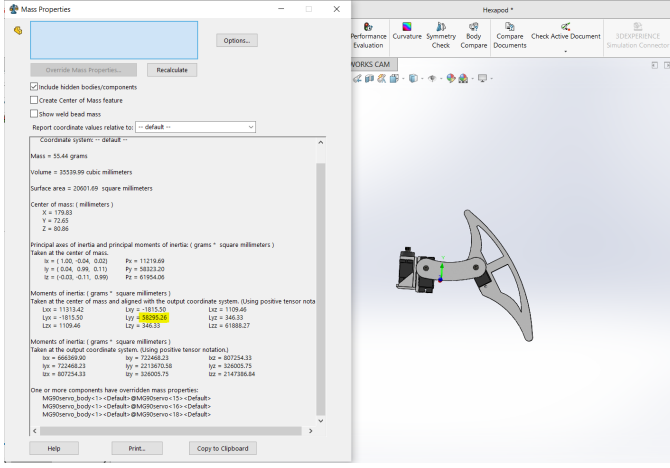 Mass Properties
Hexapod *
Options...
Override Mass Properties...
Recalculate
Include hidden bodies/components
Create Center of Mass feature
Show weld bead mass
Report coordinate values relative to: -- default --
Coordinate system: -- default --
Mass = 55.44 grams
Volume = 35539.99 cubic millimeters
Surface area = 20601.69 square millimeters
Center of mass: ( millimeters )
X = 179.83
Y = 72.65
Z = 80.86
Principal axes of inertia and principal moments of inertia: ( grams * square millimeters )
Taken at the center of mass.
Ix = ( 1.00, -0.04, 0.02) Px = 11219.69
Iy = ( 0.04, 0.99, 0.11) Py = 58323.20
Iz = (-0.03, -0.11, 0.99) Pz = 61954.06
Moments of inertia: ( grams * square millimeters )
Taken at the center of mass and aligned with the output coordinate system. (Using positive tensor nota
Lxx = 11313.42 Lxy = -1815.50 Lxz = 1109.46
Lyx = -1815.50 Lyy = 58295.26 Lyz = 346.33
Lzx = 1109.46 Lzy = 346.33 Lzz = 61888.27
Moments of inertia: ( grams * square millimeters )
Taken at the output coordinate system. (Using positive tensor notation.)
Ixx = 666369.90 Ixy = 722468.23 Ixz = 807254.33
Iyx = 722468.23 Iyy = 2213670.58 Iyz = 326005.75
Izx = 807254.33 Izy = 326005.75 Izz = 2147386.84
One or more components have overridden mass properties:
MG90servo_body<1><Default>@MG90servo<15><Default>
MG90servo_body<1><Default>@MG90servo<16><Default>
MG90servo_body<1><Default>@MG90servo<18><Default>
Help
Print...
Copy to Clipboard
Performance Evaluation
Curvature
Symmetry Check
Body Compare
Compare Documents
Check Active Document
3DEXPERIENCE Simulation Connector
WORKS CAM